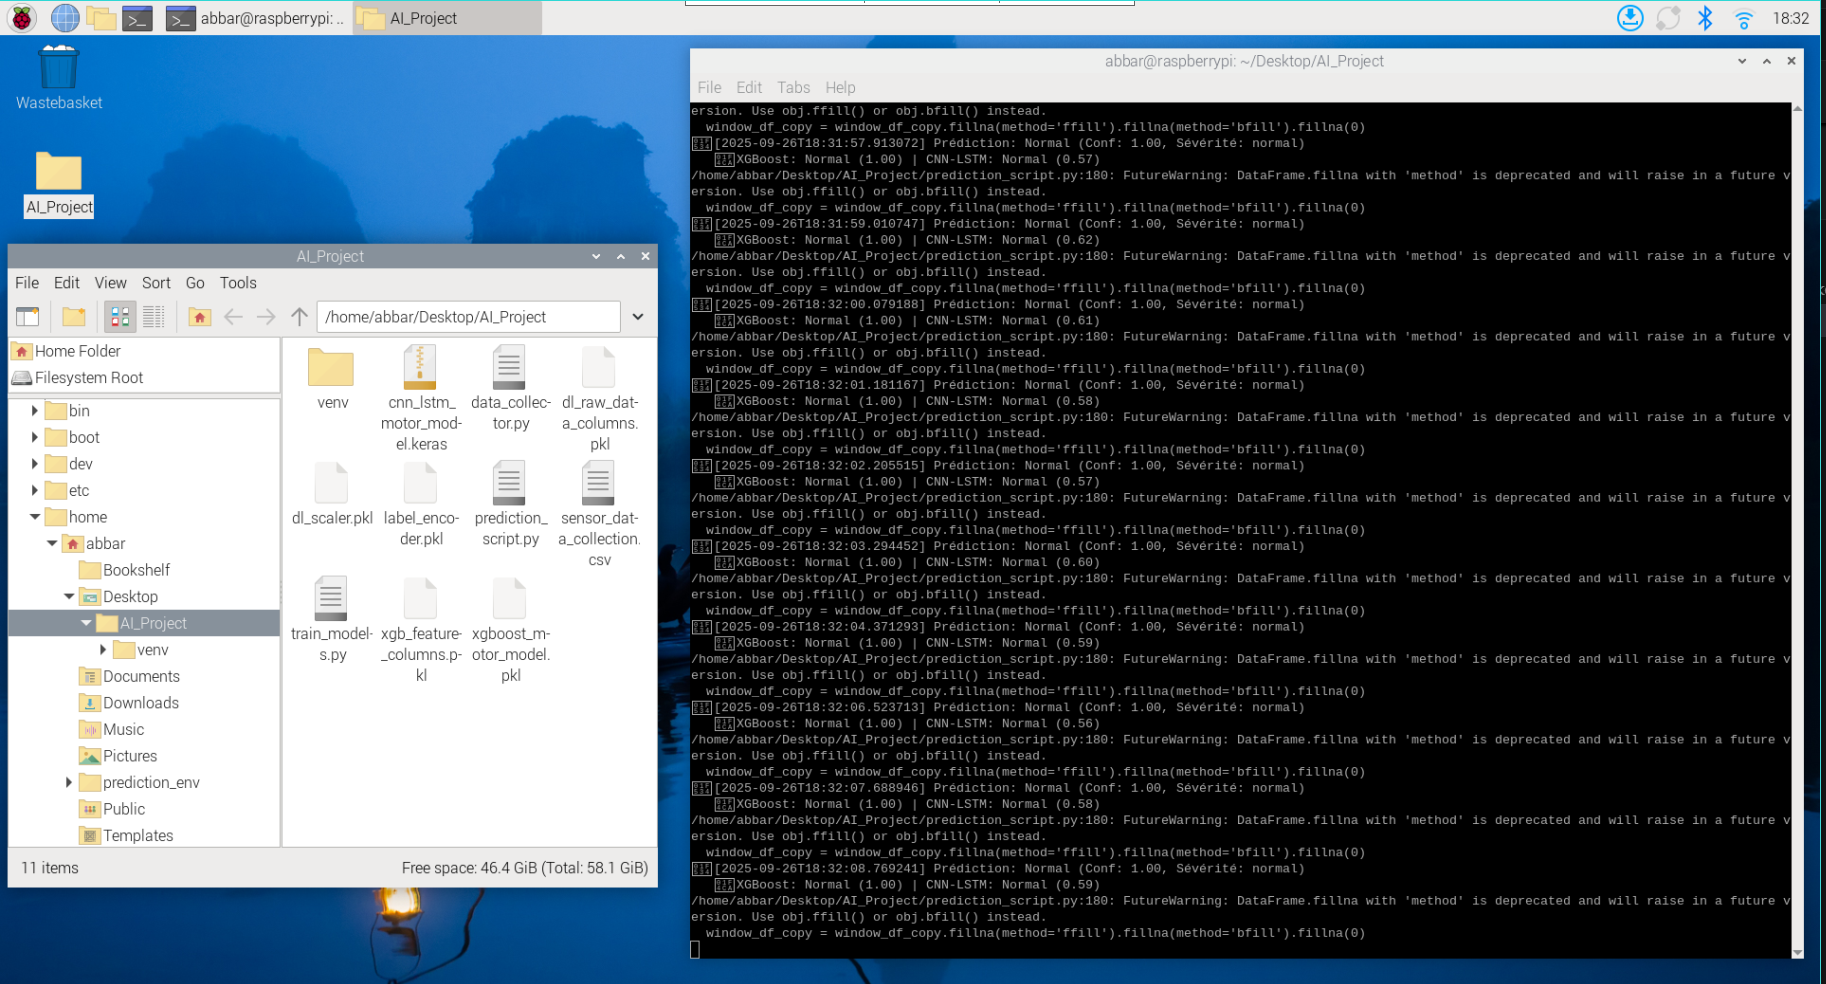 abbar@raspberrypi: ..
AI_Project
18:32
Wastebasket
AI_Project
AI_Project
File Edit View Sort Go Tools
/home/abbar/Desktop/AI_Project
Home Folder
Filesystem Root
bin
boot
dev
etc
home
abbar
Bookshelf
Desktop
AI_Project
venv
Documents
Downloads
Music
Pictures
prediction_env
Public
Templates
venv
cnn_lstm_
motor_mod-
el.keras
data_collec-
tor.py
dl_raw_dat-
a_columns.
pkl
dl_scaler.pkl
label_enco-
der.pkl
prediction_
script.py
sensor_dat-
a_collection.
csv
train_model-
s.py
xgb_feature-
_columns.p-
kl
xgboost_m-
otor_model.
pkl
11 items
Free space: 46.4 GiB (Total: 58.1 GiB)
abbar@raspberrypi: ~/Desktop/AI_Project
File Edit Tabs Help
ersion. Use obj.ffill() or obj.bfill() instead.
window_df_copy = window_df_copy.fillna(method='ffill').fillna(method='bfill').fillna(0)
[2025-09-26T18:31:57.913072] Prédiction: Normal (Conf: 1.00, Sévérité: normal)
XGBoost: Normal (1.00) | CNN-LSTM: Normal (0.57)
/home/abbar/Desktop/AI_Project/prediction_script.py:180: FutureWarning: DataFrame.fillna with 'method' is deprecated and will raise in a future v
ersion. Use obj.ffill() or obj.bfill() instead.
window_df_copy = window_df_copy.fillna(method='ffill').fillna(method='bfill').fillna(0)
[2025-09-26T18:31:59.010747] Prédiction: Normal (Conf: 1.00, Sévérité: normal)
XGBoost: Normal (1.00) | CNN-LSTM: Normal (0.62)
/home/abbar/Desktop/AI_Project/prediction_script.py:180: FutureWarning: DataFrame.fillna with 'method' is deprecated and will raise in a future v
ersion. Use obj.ffill() or obj.bfill() instead.
window_df_copy = window_df_copy.fillna(method='ffill').fillna(method='bfill').fillna(0)
[2025-09-26T18:32:00.079188] Prédiction: Normal (Conf: 1.00, Sévérité: normal)
XGBoost: Normal (1.00) | CNN-LSTM: Normal (0.61)
/home/abbar/Desktop/AI_Project/prediction_script.py:180: FutureWarning: DataFrame.fillna with 'method' is deprecated and will raise in a future v
ersion. Use obj.ffill() or obj.bfill() instead.
window_df_copy = window_df_copy.fillna(method='ffill').fillna(method='bfill').fillna(0)
[2025-09-26T18:32:01.181167] Prédiction: Normal (Conf: 1.00, Sévérité: normal)
XGBoost: Normal (1.00) | CNN-LSTM: Normal (0.58)
/home/abbar/Desktop/AI_Project/prediction_script.py:180: FutureWarning: DataFrame.fillna with 'method' is deprecated and will raise in a future v
ersion. Use obj.ffill() or obj.bfill() instead.
window_df_copy = window_df_copy.fillna(method='ffill').fillna(method='bfill').fillna(0)
[2025-09-26T18:32:02.205515] Prédiction: Normal (Conf: 1.00, Sévérité: normal)
XGBoost: Normal (1.00) | CNN-LSTM: Normal (0.57)
/home/abbar/Desktop/AI_Project/prediction_script.py:180: FutureWarning: DataFrame.fillna with 'method' is deprecated and will raise in a future v
ersion. Use obj.ffill() or obj.bfill() instead.
window_df_copy = window_df_copy.fillna(method='ffill').fillna(method='bfill').fillna(0)
[2025-09-26T18:32:03.294452] Prédiction: Normal (Conf: 1.00, Sévérité: normal)
XGBoost: Normal (1.00) | CNN-LSTM: Normal (0.60)
/home/abbar/Desktop/AI_Project/prediction_script.py:180: FutureWarning: DataFrame.fillna with 'method' is deprecated and will raise in a future v
ersion. Use obj.ffill() or obj.bfill() instead.
window_df_copy = window_df_copy.fillna(method='ffill').fillna(method='bfill').fillna(0)
[2025-09-26T18:32:04.371293] Prédiction: Normal (Conf: 1.00, Sévérité: normal)
XGBoost: Normal (1.00) | CNN-LSTM: Normal (0.59)
/home/abbar/Desktop/AI_Project/prediction_script.py:180: FutureWarning: DataFrame.fillna with 'method' is deprecated and will raise in a future v
ersion. Use obj.ffill() or obj.bfill() instead.
window_df_copy = window_df_copy.fillna(method='ffill').fillna(method='bfill').fillna(0)
[2025-09-26T18:32:06.523713] Prédiction: Normal (Conf: 1.00, Sévérité: normal)
XGBoost: Normal (1.00) | CNN-LSTM: Normal (0.56)
/home/abbar/Desktop/AI_Project/prediction_script.py:180: FutureWarning: DataFrame.fillna with 'method' is deprecated and will raise in a future v
ersion. Use obj.ffill() or obj.bfill() instead.
window_df_copy = window_df_copy.fillna(method='ffill').fillna(method='bfill').fillna(0)
[2025-09-26T18:32:07.688946] Prédiction: Normal (Conf: 1.00, Sévérité: normal)
XGBoost: Normal (1.00) | CNN-LSTM: Normal (0.58)
/home/abbar/Desktop/AI_Project/prediction_script.py:180: FutureWarning: DataFrame.fillna with 'method' is deprecated and will raise in a future v
ersion. Use obj.ffill() or obj.bfill() instead.
window_df_copy = window_df_copy.fillna(method='ffill').fillna(method='bfill').fillna(0)
[2025-09-26T18:32:08.769241] Prédiction: Normal (Conf: 1.00, Sévérité: normal)
XGBoost: Normal (1.00) | CNN-LSTM: Normal (0.59)
/home/abbar/Desktop/AI_Project/prediction_script.py:180: FutureWarning: DataFrame.fillna with 'method' is deprecated and will raise in a future v
ersion. Use obj.ffill() or obj.bfill() instead.
window_df_copy = window_df_copy.fillna(method='ffill').fillna(method='bfill').fillna(0)